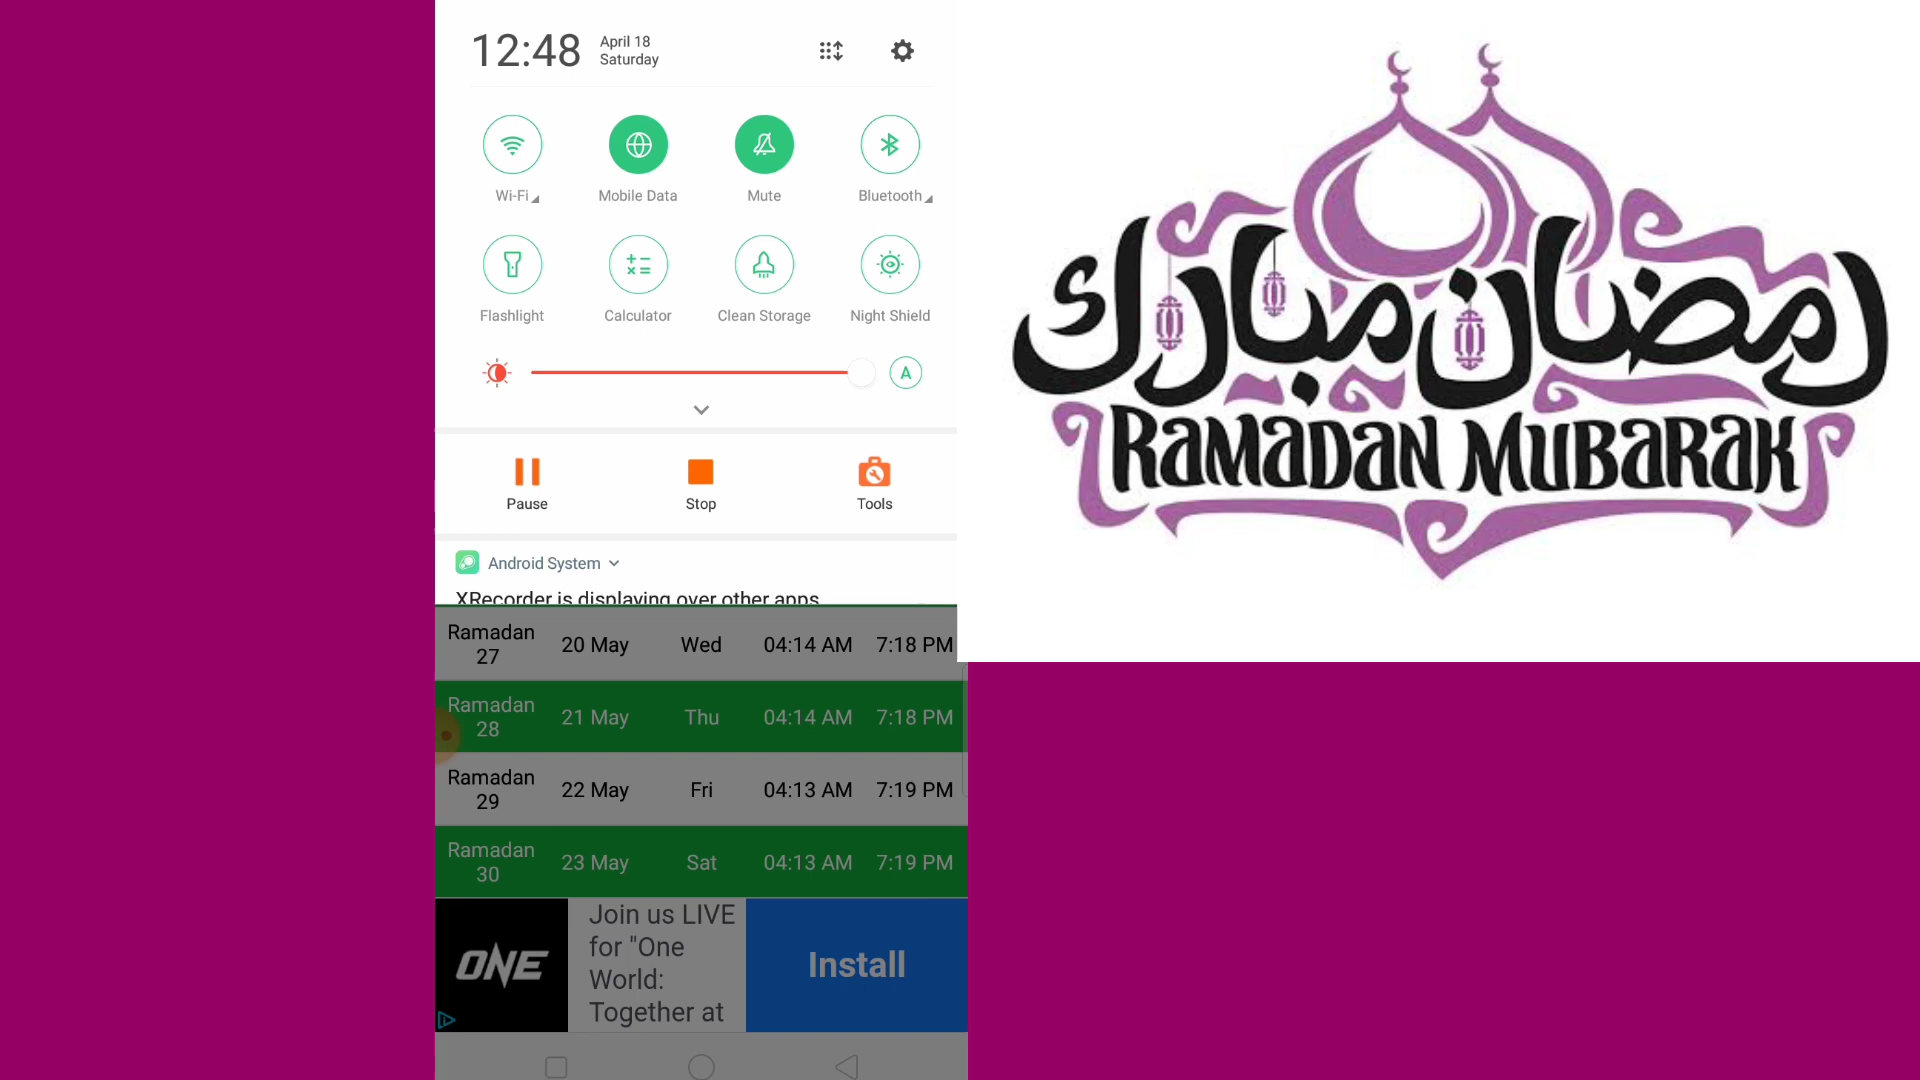 12:48
April 18
Saturday
Wi-Fi Mobile Data Mute Bluetooth
Flashlight Calculator Clean Storage Night Shield
A
Pause Stop Tools
Android System
XRecorder is displaying over other apps
Ramadan 27 20 May Wed 04:14 AM 7:18 PM
Ramadan 28 21 May Thu 04:14 AM 7:18 PM
Ramadan 29 22 May Fri 04:13 AM 7:19 PM
Ramadan 30 23 May Sat 04:13 AM 7:19 PM
ONE
Join us LIVE
for "One
World:
Together at
Install
رمضان مبارك
RAMADAN MUBARAK